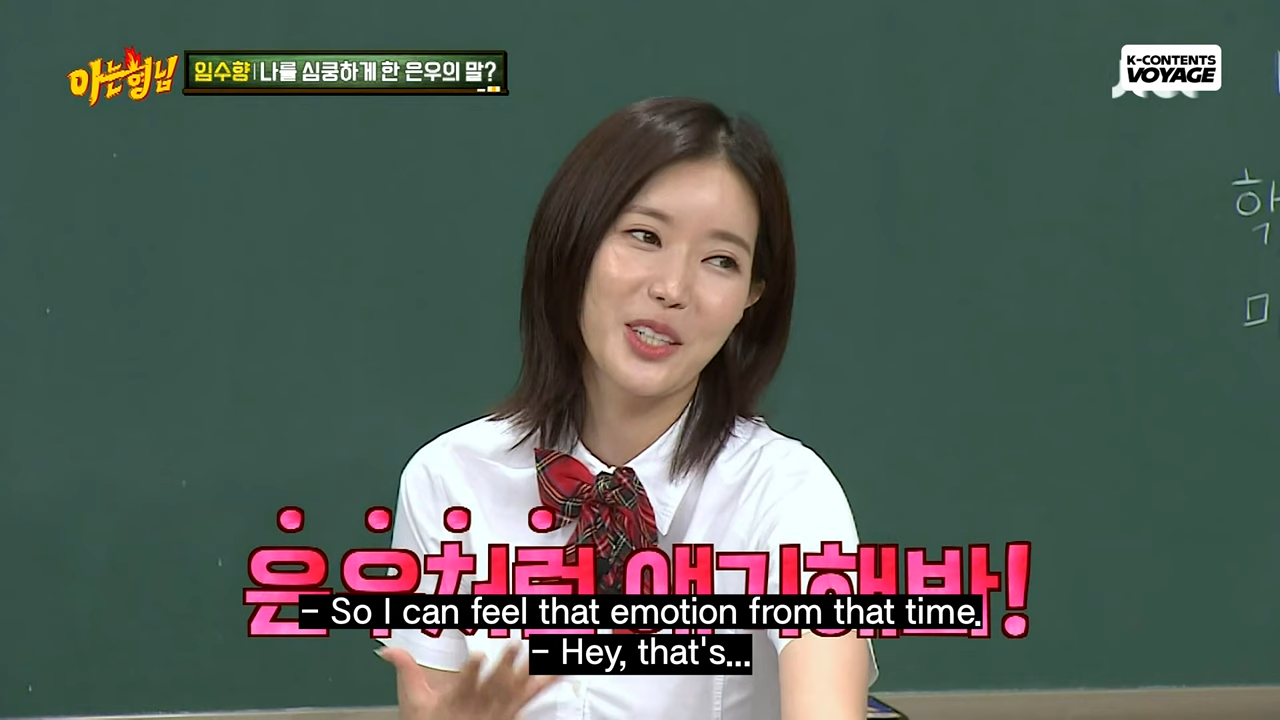 아는형님
임수향 | 나를 심쿵하게 한 은우의 말?
K-CONTENTS
VOYAGE
학
ㅁ
은우처럼 얘기해봐!
- So I can feel that emotion from that time.
- Hey, that's...